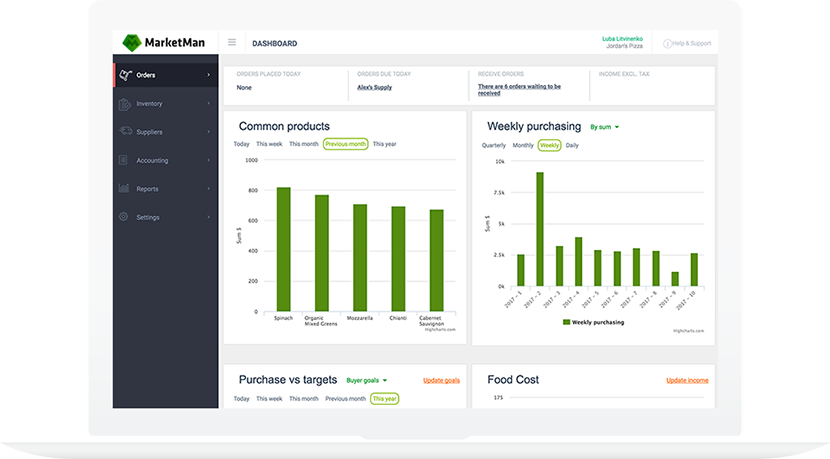 MarketMan
DASHBOARD
Luba Litvinenko
Jordan's Pizza
Help & Support
Orders
Inventory
Suppliers
Accounting
Reports
Settings
ORDERS PLACED TODAY
None
ORDERS DUE TODAY
Alex's Supply
RECEIVE ORDERS
There are 6 orders waiting to be
received
INCOME EXCL. TAX
Common products
Today This week This month Previous month This year
1000
800
600
400
200
0
Sum $
Spinach
Organic
Mixed Greens
Mozzarella
Chianti
Cabernet
Sauvignon
Highcharts.com
Weekly purchasing By sum
Quarterly Monthly Weekly Daily
10k
7.5k
5k
2.5k
0k
Sum $
2017 - 1
2017 - 2
2017 - 3
2017 - 4
2017 - 5
2017 - 6
2017 - 7
2017 - 8
2017 - 9
2017 - 10
Weekly purchasing
Highcharts.com
Purchase vs targets Buyer goals Update goals
Today This week This month Previous month This year
Food Cost Update income
175